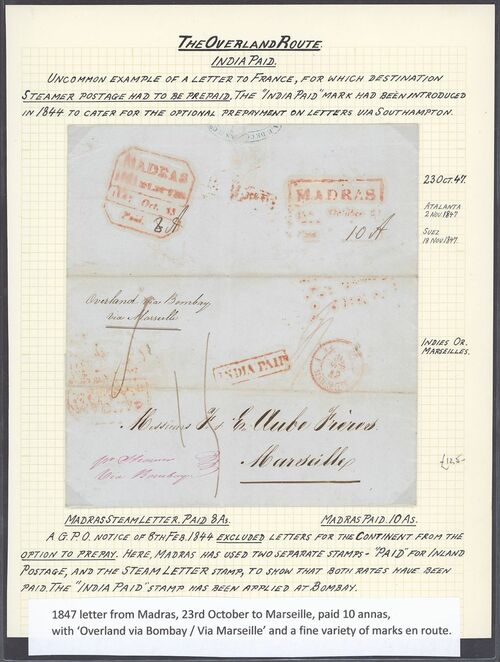 THE OVERLAND ROUTE.
INDIA PAID.
UNCOMMON EXAMPLE OF A LETTER TO FRANCE, FOR WHICH DESTINATION
STEAMER POSTAGE HAD TO BE PREPAID. THE "INDIA PAID" MARK HAD BEEN INTRODUCED
IN 1844 TO CATER FOR THE OPTIONAL PREPAYMENT ON LETTERS VIA SOUTHAMPTON.
MADRAS
Oct. 
Paid.
8 A
MADRAS
10 A
23 OCT. 47.
ATALANTA
2 NOV. 1847
SUEZ
18 NOV. 1847.
Overland via Bombay
via Marseille
INDIA PAID
INDIES OR.
MARSEILLES.
Messieurs Fs & E. Aube Frères
Marseille
pr Steamer
Via Bombay
£125
MADRAS STEAM LETTER. PAID 8 AS.
MADRAS PAID. 10 AS.
A G.P.O. NOTICE OF 8TH FEB. 1844 EXCLUDED LETTERS FOR THE CONTINENT FROM THE
OPTION TO PREPAY. HERE, MADRAS HAS USED TWO SEPARATE STAMPS - "PAID" FOR INLAND
POSTAGE, AND THE STEAM LETTER STAMP, TO SHOW THAT BOTH RATES HAVE BEEN
PAID. THE "INDIA PAID" STAMP HAS BEEN APPLIED AT BOMBAY.
1847 letter from Madras, 23rd October to Marseille, paid 10 annas,
with 'Overland via Bombay / Via Marseille' and a fine variety of marks en route.